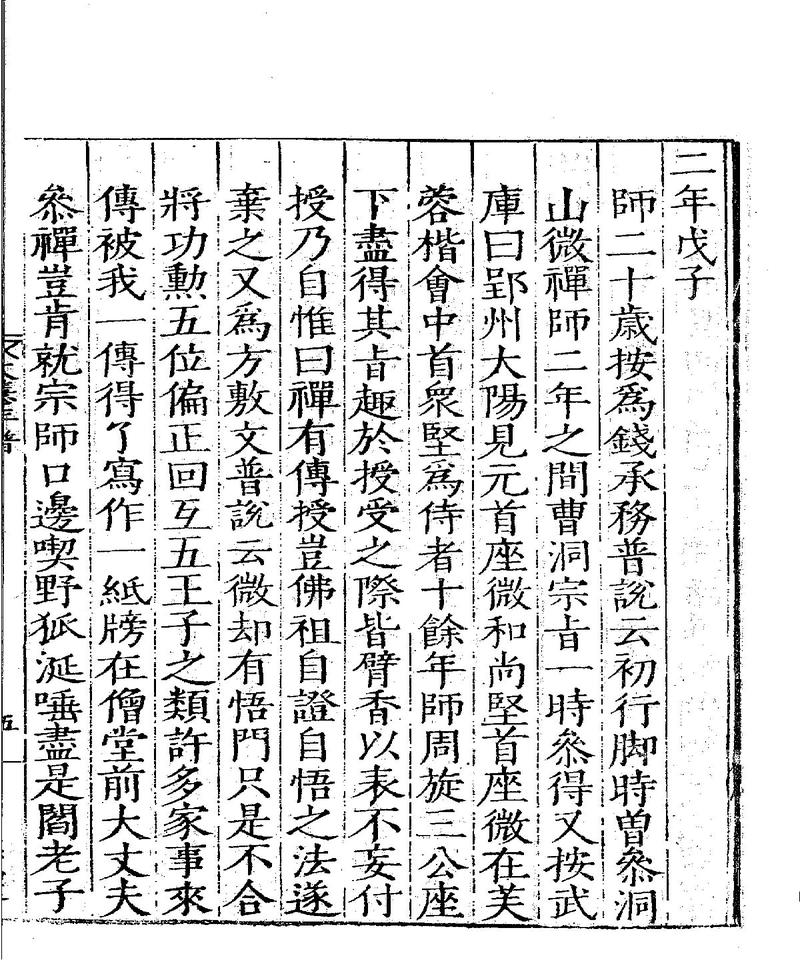 二年戊子
師二十歲按爲錢承務普說云初行脚時曽叅洞
山微禪師二年之間曹洞宗旨一時叅得又按武
庫曰郢州大陽見元首座微和尚堅首座微在芙
蓉楷會中首衆堅爲侍者十餘年師周旋三公座
下盡得其旨趣於授受之際皆臂香以表不妄付
授乃自惟曰禪有傳授豈佛祖自證自悟之法遂
棄之又爲方敷文普說云微却有悟門只是不合
將功勳五位偏正回互五王子之類許多家事來
傳被我一傳得了寫作一紙牓在僧堂前大丈夫
叅禪豈肯就宗師口邊喫野狐涎唾盡是閻老子
五